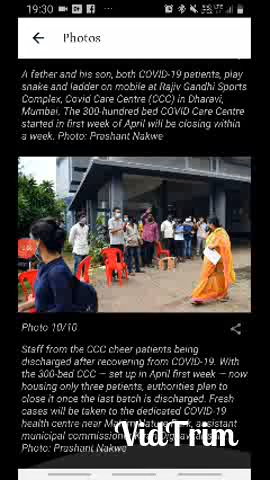 19:30
Photos
A father and his son, both COVID-19 patients, play
snake and ladder on mobile at Rajiv Gandhi Sports
Complex, Covid Care Centre (CCC) in Dharavi,
Mumbai. The 300-hundred bed COVID Care Centre
started in first week of April will be closing within
a week. Photo: Prashant Nakwe
Photo 10/10
Staff from the CCC cheer patients being
discharged after recovering from COVID-19. With
the 300-bed CCC — set up in April first week — now
housing only three patients, authorities plan to
close it once the last batch is discharged. Fresh
cases will be taken to the dedicated COVID-19
health centre near
assistant
municipal commissioner
Photo: Prashant Nakwe
VidTrim